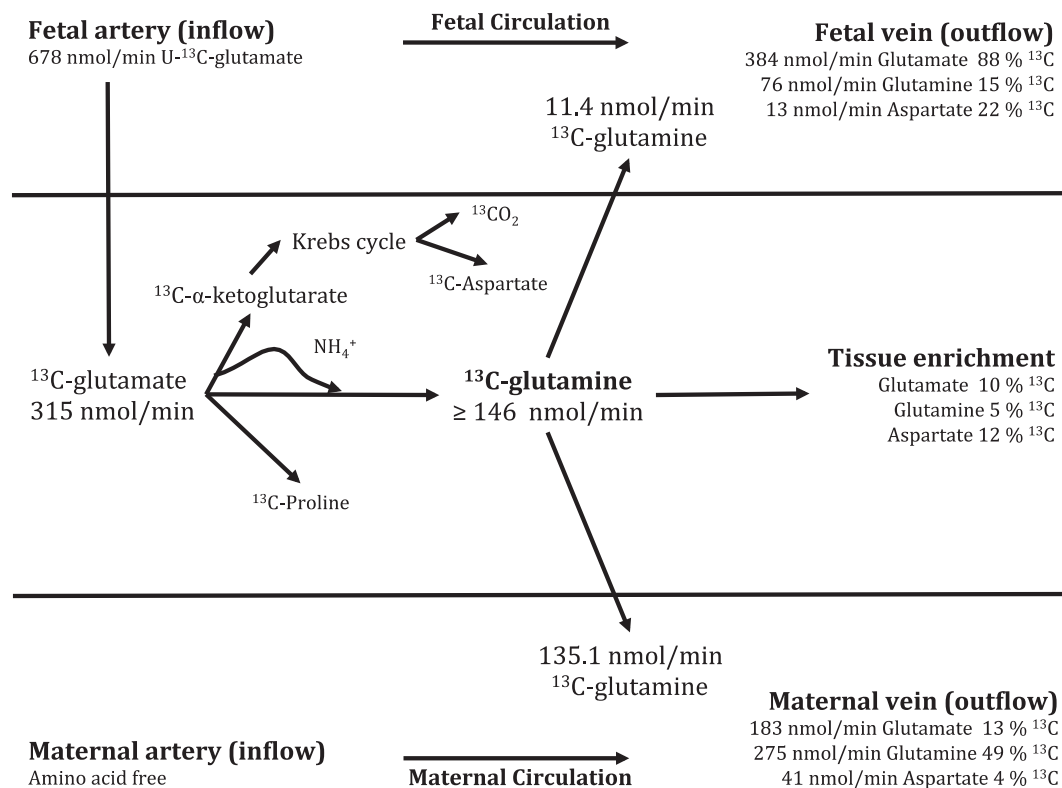 Fetal artery (inflow)
678 nmol/min U-¹³C-glutamate
Fetal Circulation
Fetal vein (outflow)
384 nmol/min Glutamate 88 % ¹³C
76 nmol/min Glutamine 15 % ¹³C
13 nmol/min Aspartate 22 % ¹³C
11.4 nmol/min
¹³C-glutamine
¹³CO₂
Krebs cycle
¹³C-Aspartate
¹³C-α-ketoglutarate
NH₄⁺
¹³C-glutamate
315 nmol/min
¹³C-glutamine
≥ 146 nmol/min
Tissue enrichment
Glutamate 10 % ¹³C
Glutamine 5 % ¹³C
Aspartate 12 % ¹³C
¹³C-Proline
135.1 nmol/min
¹³C-glutamine
Maternal artery (inflow)
Amino acid free
Maternal Circulation
Maternal vein (outflow)
183 nmol/min Glutamate 13 % ¹³C
275 nmol/min Glutamine 49 % ¹³C
41 nmol/min Aspartate 4 % ¹³C